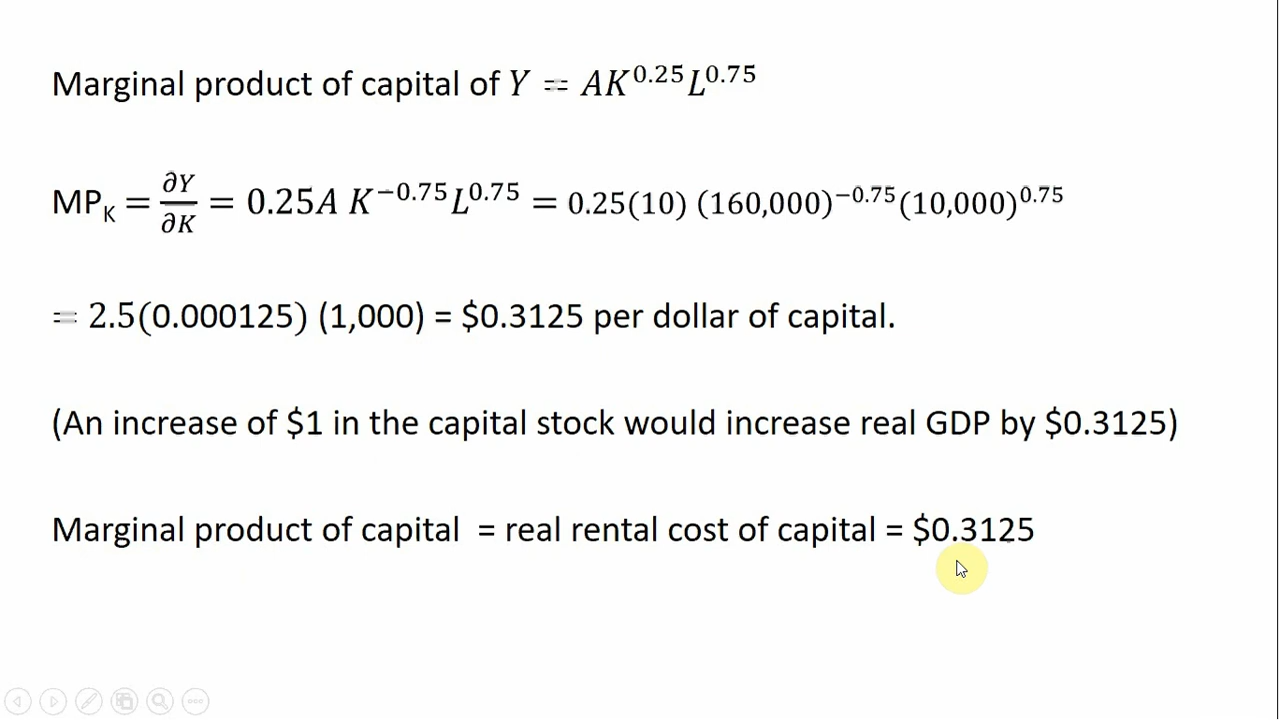 Marginal product of capital of Y = AK^0.25 L^0.75
MP_K = ∂Y/∂K = 0.25A K^−0.75 L^0.75 = 0.25(10) (160,000)^−0.75 (10,000)^0.75
= 2.5(0.000125) (1,000) = $0.3125 per dollar of capital.
(An increase of $1 in the capital stock would increase real GDP by $0.3125)
Marginal product of capital = real rental cost of capital = $0.3125